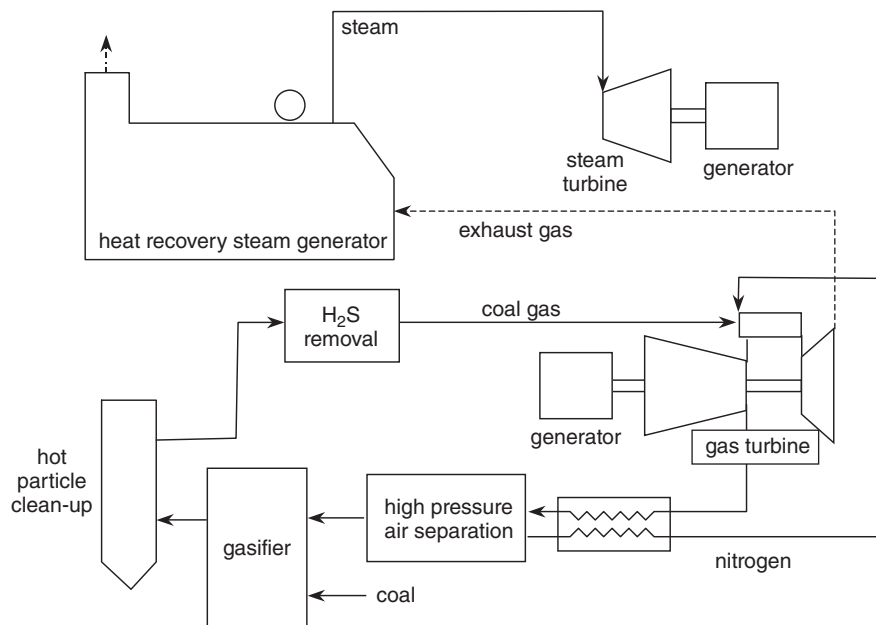 steam
steam
turbine
generator
heat recovery steam generator
exhaust gas
H₂S
removal
coal gas
generator
gas turbine
hot
particle
clean-up
gasifier
high pressure
air separation
nitrogen
coal